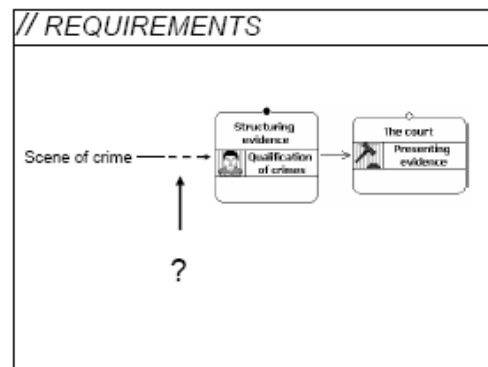 // REQUIREMENTS
Structuring
evidence
Qualification
of crimes
The court
Presenting
evidence
Scene of crime
?